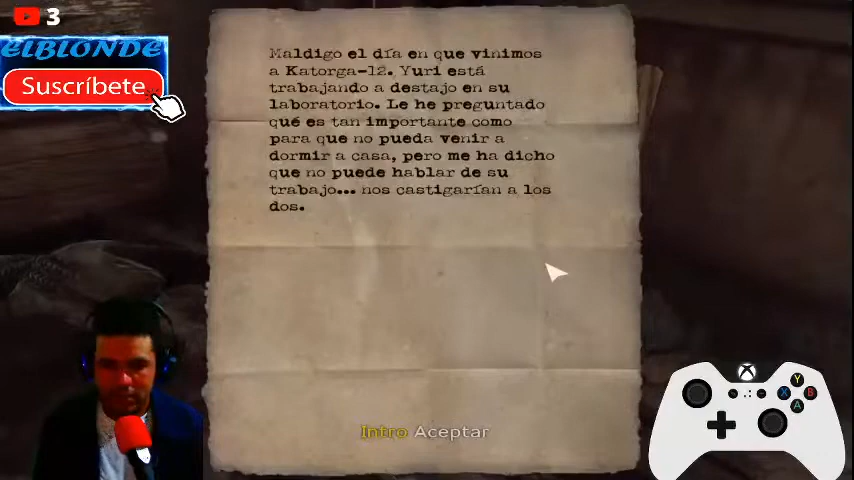 3
ELBLONDE
Suscríbete
Maldigo el día en que vinimos
a Katorga-12. Yuri está
trabajando a destajo en su
laboratorio. Le he preguntado
qué es tan importante como
para que no pueda venir a
dormir a casa, pero me ha dicho
que no puede hablar de su
trabajo... nos castigarían a los
dos.
Intro Aceptar
Y
X
B
A